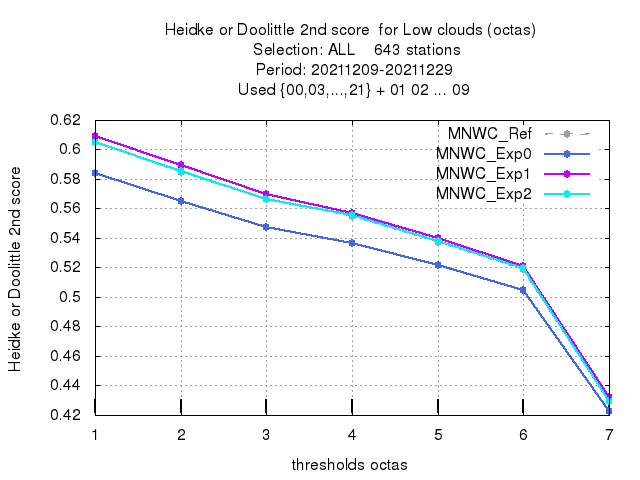 Heidke or Doolittle 2nd score for Low clouds (octas)
Selection: ALL 643 stations
Period: 20211209-20211229
Used {00,03,...,21} + 01 02 ... 09
Heidke or Doolittle 2nd score
0.62
0.6
0.58
0.56
0.54
0.52
0.5
0.48
0.46
0.44
0.42
MNWC_Ref
MNWC_Exp0
MNWC_Exp1
MNWC_Exp2
1 2 3 4 5 6 7
thresholds octas